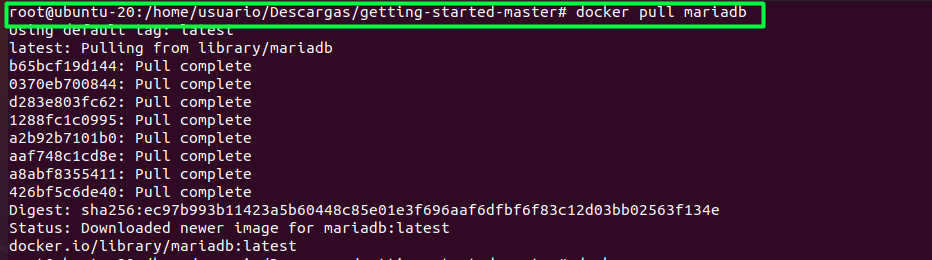 root@ubuntu-20:/home/usuario/Descargas/getting-started-master# docker pull mariadb
Using default tag: latest
latest: Pulling from library/mariadb
b65bcf19d144: Pull complete
0370eb700844: Pull complete
d283e803fc62: Pull complete
1288fc1c0995: Pull complete
a2b92b7101b0: Pull complete
aaf748c1cd8e: Pull complete
a8abf8355411: Pull complete
426bf5c6de40: Pull complete
Digest: sha256:ec97b993b11423a5b60448c85e01e3f696aaf6dfbf6f83c12d03bb02563f134e
Status: Downloaded newer image for mariadb:latest
docker.io/library/mariadb:latest